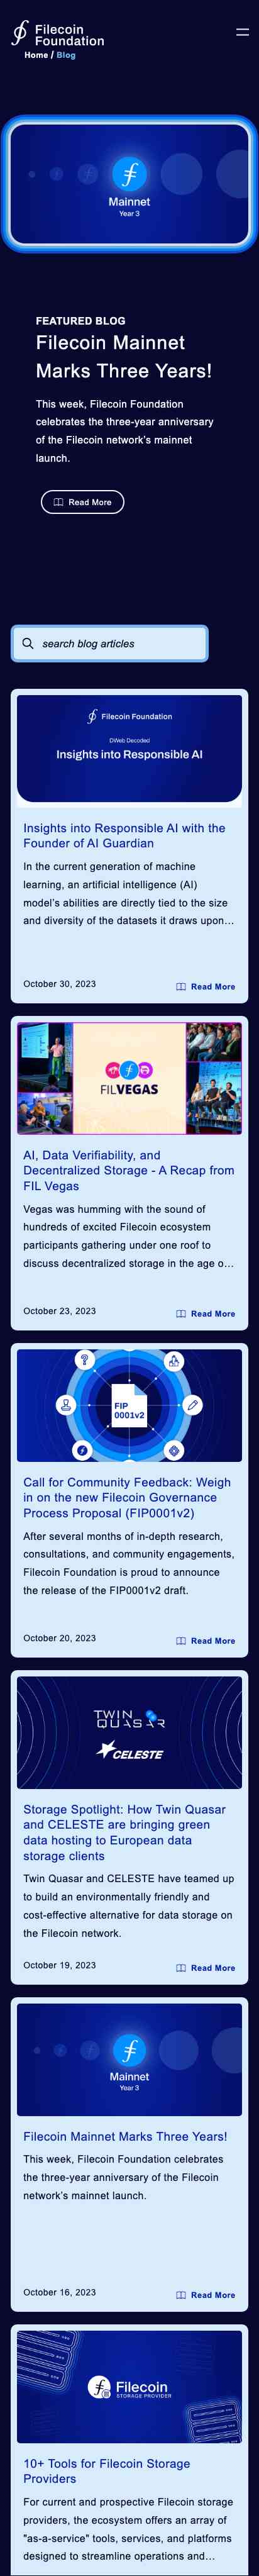 Filecoin
Foundation
Home / Blog
Mainnet
Year 3
FEATURED BLOG
Filecoin Mainnet
Marks Three Years!
This week, Filecoin Foundation
celebrates the three-year anniversary
of the Filecoin network's mainnet
launch.
Read More
search blog articles
Filecoin Foundation
DWeb Decoded
Insights into Responsible AI
Insights into Responsible AI with the
Founder of AI Guardian
In the current generation of machine
learning, an artificial intelligence (AI)
model's abilities are directly tied to the size
and diversity of the datasets it draws upon...
October 30, 2023
Read More
FILVEGAS
AI, Data Verifiability, and
Decentralized Storage - A Recap from
FIL Vegas
Vegas was humming with the sound of
hundreds of excited Filecoin ecosystem
participants gathering under one roof to
discuss decentralized storage in the age o...
October 23, 2023
Read More
FIP
0001v2
Call for Community Feedback: Weigh
in on the new Filecoin Governance
Process Proposal (FIP0001v2)
After several months of in-depth research,
consultations, and community engagements,
Filecoin Foundation is proud to announce
the release of the FIP0001v2 draft.
October 20, 2023
Read More
TWIN
QUASAR
CELESTE
Storage Spotlight: How Twin Quasar
and CELESTE are bringing green
data hosting to European data
storage clients
Twin Quasar and CELESTE have teamed up
to build an environmentally friendly and
cost-effective alternative for data storage on
the Filecoin network.
October 19, 2023
Read More
Mainnet
Year 3
Filecoin Mainnet Marks Three Years!
This week, Filecoin Foundation celebrates
the three-year anniversary of the Filecoin
network's mainnet launch.
October 16, 2023
Read More
Filecoin
STORAGE PROVIDER
10+ Tools for Filecoin Storage
Providers
For current and prospective Filecoin storage
providers, the ecosystem offers an array of
"as-a-service" tools, services, and platforms
designed to streamline operations and...